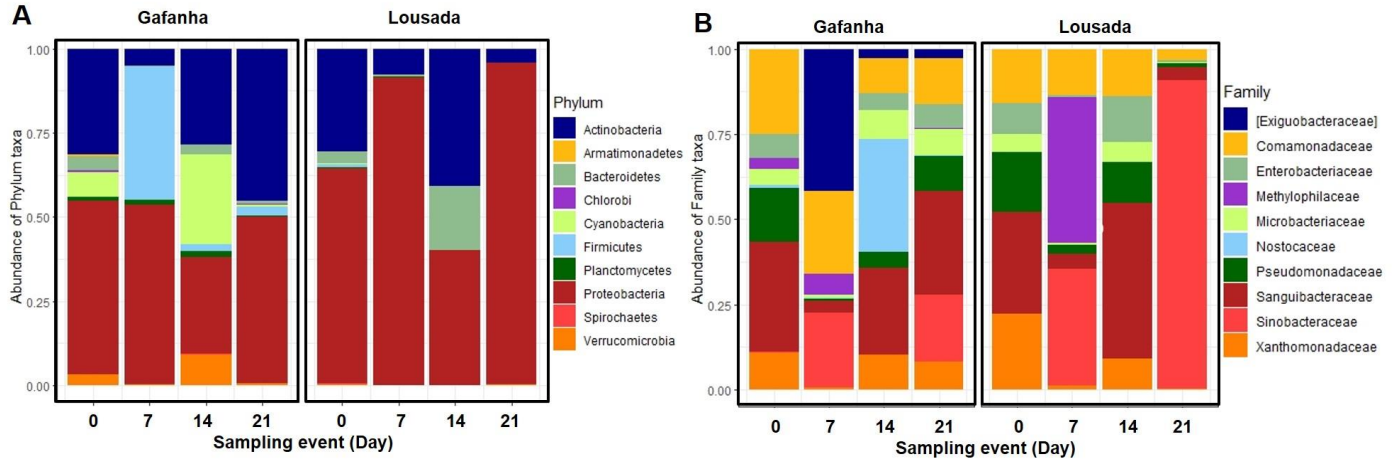 A
Gafanha
Lousada
Abundance of Phylum taxa
1.00
0.75
0.50
0.25
0.00
0 7 14 21
0 7 14 21
Sampling event (Day)
Phylum
Actinobacteria
Armatimonadetes
Bacteroidetes
Chlorobi
Cyanobacteria
Firmicutes
Planctomycetes
Proteobacteria
Spirochaetes
Verrucomicrobia
B
Gafanha
Lousada
Abundance of Family taxa
1.00
0.75
0.50
0.25
0.00
0 7 14 21
0 7 14 21
Sampling event (Day)
Family
[Exiguobacteraceae]
Comamonadaceae
Enterobacteriaceae
Methylophilaceae
Microbacteriaceae
Nostocaceae
Pseudomonadaceae
Sanguibacteraceae
Sinobacteraceae
Xanthomonadaceae